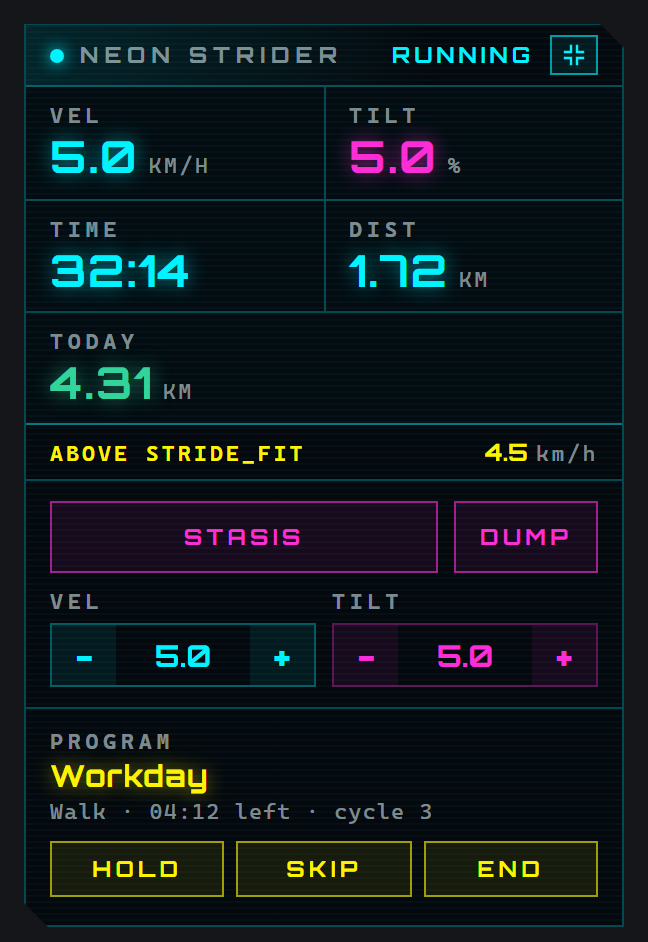 NEON STRIDER RUNNING
VEL TILT
5.0 KM/H 5.0 %
TIME DIST
32:14 1.72 KM
TODAY
4.31 KM
ABOVE STRIDE_FIT 4.5 km/h
STASIS DUMP
VEL TILT
- 5.0 + - 5.0 +
PROGRAM
Workday
Walk · 04:12 left · cycle 3
HOLD SKIP END